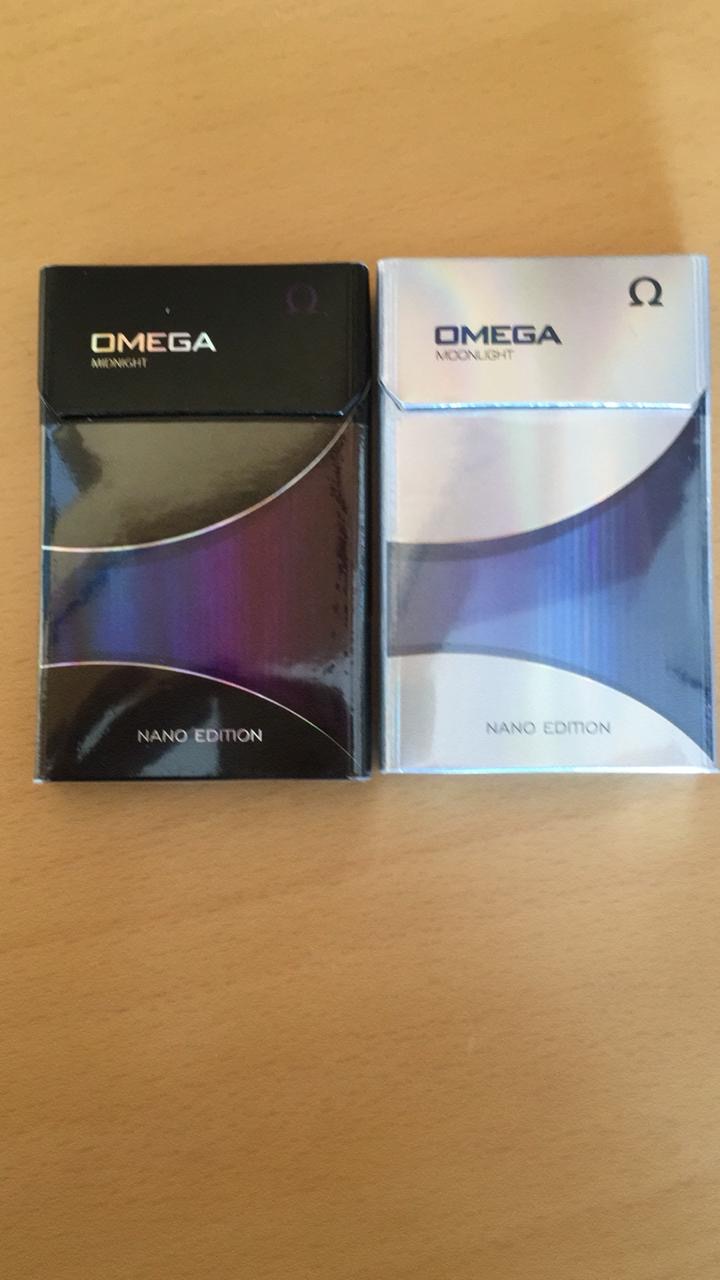 Ω
OMEGA
MIDNIGHT
NANO EDITION
Ω
OMEGA
MOONLIGHT
NANO EDITION